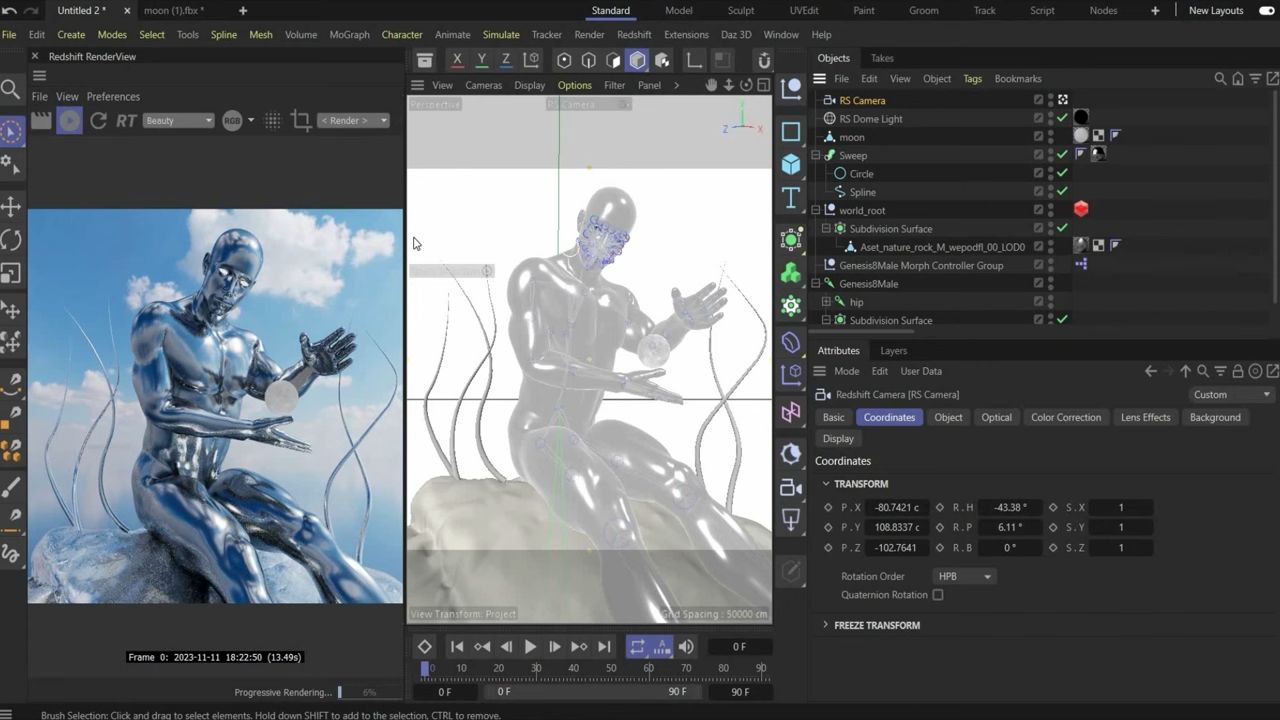 Untitled 2 * × moon (1).fbx * + Standard Model Sculpt UVEdit Paint Groom Track Script Nodes + New Layouts
File Edit Create Modes Select Tools Spline Mesh Volume MoGraph Character Animate Simulate Tracker Render Redshift Extensions Daz 3D Window Help
× Redshift RenderView
X Y Z
Objects Takes
File View Preferences
View Cameras Display Options Filter Panel
File Edit View Object Tags Bookmarks
RT Beauty RGB < Render >
Perspective RS Camera
Y Z X
RS Camera
RS Dome Light
moon
Sweep
Circle
Spline
world_root
Subdivision Surface
Aset_nature_rock_M_wepodfl_00_LOD0
Genesis8Male Morph Controller Group
Genesis8Male
hip
Subdivision Surface
Attributes Layers
Mode Edit User Data
Redshift Camera [RS Camera] Custom
Basic Coordinates Object Optical Color Correction Lens Effects Background
Display
Coordinates
TRANSFORM
P.X -80.7421 c R.H -43.38 ° S.X 1
P.Y 108.8337 c R.P 6.11 ° S.Y 1
P.Z -102.7641 R.B 0 ° S.Z 1
Rotation Order HPB
Quaternion Rotation
FREEZE TRANSFORM
View Transform: Project Grid Spacing : 50000 cm
0 F
Frame 0: 2023-11-11 18:22:50 (13.49s)
0 10 20 30 40 50 60 70 80 90
Progressive Rendering... 6%
0 F 0 F 90 F 90 F
Brush Selection: Click and drag to select elements. Hold down SHIFT to add to the selection, CTRL to remove.